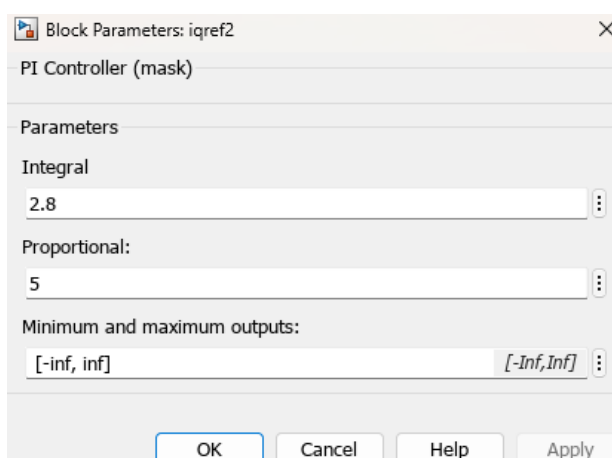 Block Parameters: iqref2
PI Controller (mask)
Parameters
Integral
2.8
Proportional:
5
Minimum and maximum outputs:
[-inf, inf] [-Inf,Inf]
OK Cancel Help Apply